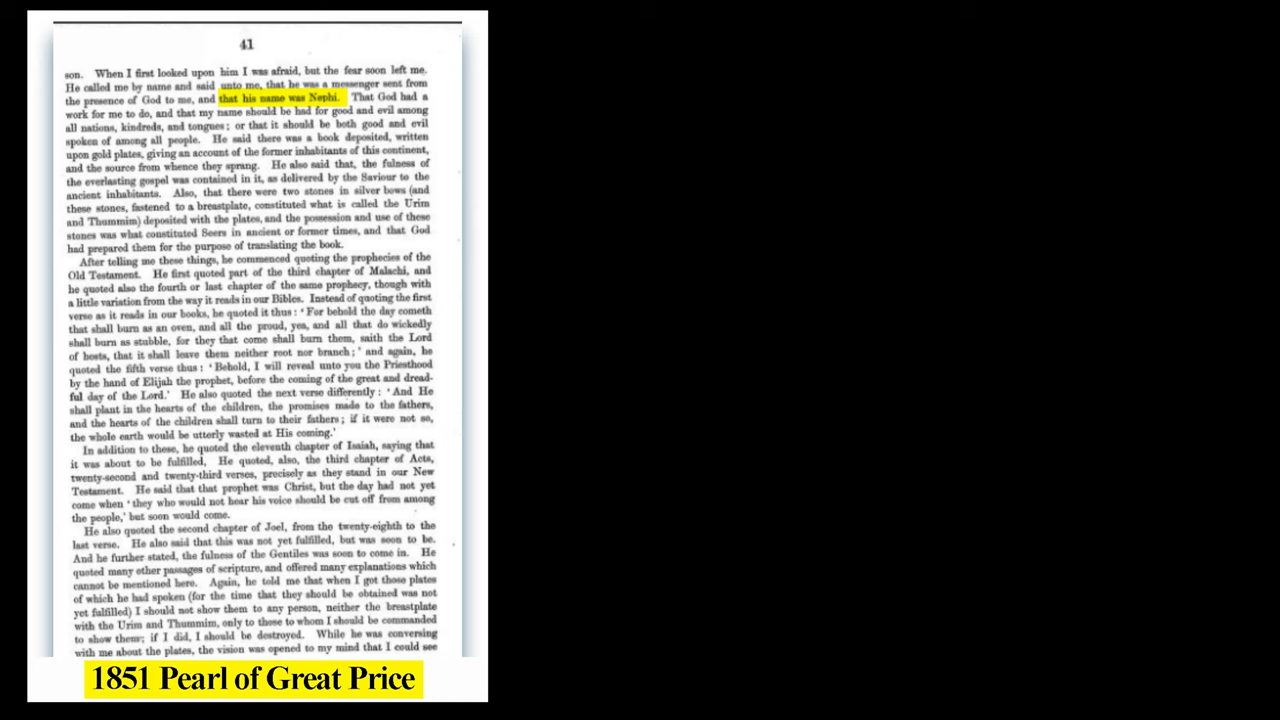 41
son. When I first looked upon him I was afraid, but the fear soon left me.
He called me by name and said unto me, that he was a messenger sent from
the presence of God to me, and that his name was Nephi. That God had a
work for me to do, and that my name should be had for good and evil among
all nations, kindreds, and tongues; or that it should be both good and evil
spoken of among all people. He said there was a book deposited, written
upon gold plates, giving an account of the former inhabitants of this continent,
and the source from whence they sprang. He also said that, the fulness of
the everlasting gospel was contained in it, as delivered by the Saviour to the
ancient inhabitants. Also, that there were two stones in silver bows (and
these stones, fastened to a breastplate, constituted what is called the Urim
and Thummim) deposited with the plates, and the possession and use of these
stones was what constituted Seers in ancient or former times, and that God
had prepared them for the purpose of translating the book.
After telling me these things, he commenced quoting the prophecies of the
Old Testament. He first quoted part of the third chapter of Malachi, and
he quoted also the fourth or last chapter of the same prophecy, though with
a little variation from the way it reads in our Bibles. Instead of quoting the first
verse as it reads in our books, he quoted it thus: 'For behold the day cometh
that shall burn as an oven, and all the proud, yea, and all that do wickedly
shall burn as stubble, for they that come shall burn them, saith the Lord
of hosts, that it shall leave them neither root nor branch;' and again, he
quoted the fifth verse thus: 'Behold, I will reveal unto you the Priesthood
by the hand of Elijah the prophet, before the coming of the great and dread-
ful day of the Lord.' He also quoted the next verse differently: 'And He
shall plant in the hearts of the children, the promises made to the fathers,
and the hearts of the children shall turn to their fathers; if it were not so,
the whole earth would be utterly wasted at His coming.'
In addition to these, he quoted the eleventh chapter of Isaiah, saying that
it was about to be fulfilled, He quoted, also, the third chapter of Acts,
twenty-second and twenty-third verses, precisely as they stand in our New
Testament. He said that that prophet was Christ, but the day had not yet
come when 'they who would not hear his voice should be cut off from among
the people,' but soon would come.
He also quoted the second chapter of Joel, from the twenty-eighth to the
last verse. He also said that this was not yet fulfilled, but was soon to be.
And he further stated, the fulness of the Gentiles was soon to come in. He
quoted many other passages of scripture, and offered many explanations which
cannot be mentioned here. Again, he told me that when I got those plates
of which he had spoken (for the time that they should be obtained was not
yet fulfilled) I should not show them to any person, neither the breastplate
with the Urim and Thummim, only to those to whom I should be commanded
to show them; if I did, I should be destroyed. While he was conversing
with me about the plates, the vision was opened to my mind that I could see
1851 Pearl of Great Price